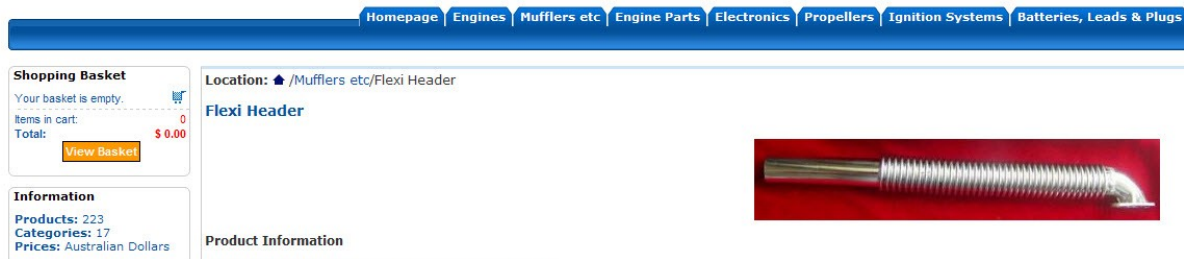 Homepage Engines Mufflers etc Engine Parts Electronics Propellers Ignition Systems Batteries, Leads & Plugs
Shopping Basket
Your basket is empty.
Items in cart: 0
Total: $ 0.00
View Basket
Information
Products: 223
Categories: 17
Prices: Australian Dollars
Location: /Mufflers etc/Flexi Header
Flexi Header
Product Information